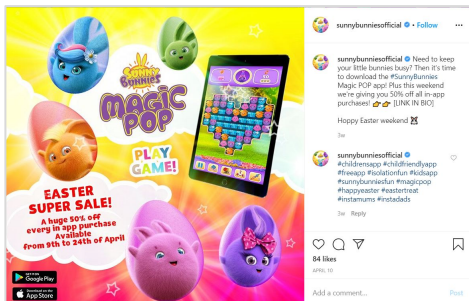 SUNNY
BUNNIES
MAGIC
POP
PLAY
GAME!
EASTER
SUPER SALE!
A huge 50% off
every in app purchase
Available
from 9th to 24th of April
GET IT ON
Google Play
Download on the
App Store
sunnybunniesofficial • Follow
sunnybunniesofficial Need to keep
your little bunnies busy? Then it's time
to download the #SunnyBunnies
Magic POP app! Plus this weekend
we're giving you 50% off all in-app
purchases! 👉👉 [LINK IN BIO]
Hoppy Easter weekend 🐰
3w
sunnybunniesofficial
#childrensapp #childfriendlyapp
#freeapp #isolationfun #kidsapp
#sunnybunniesfun #magicpop
#happyeaster #eastertreat
#instamums #instadads
3w Reply
84 likes
APRIL 10
Add a comment... Post